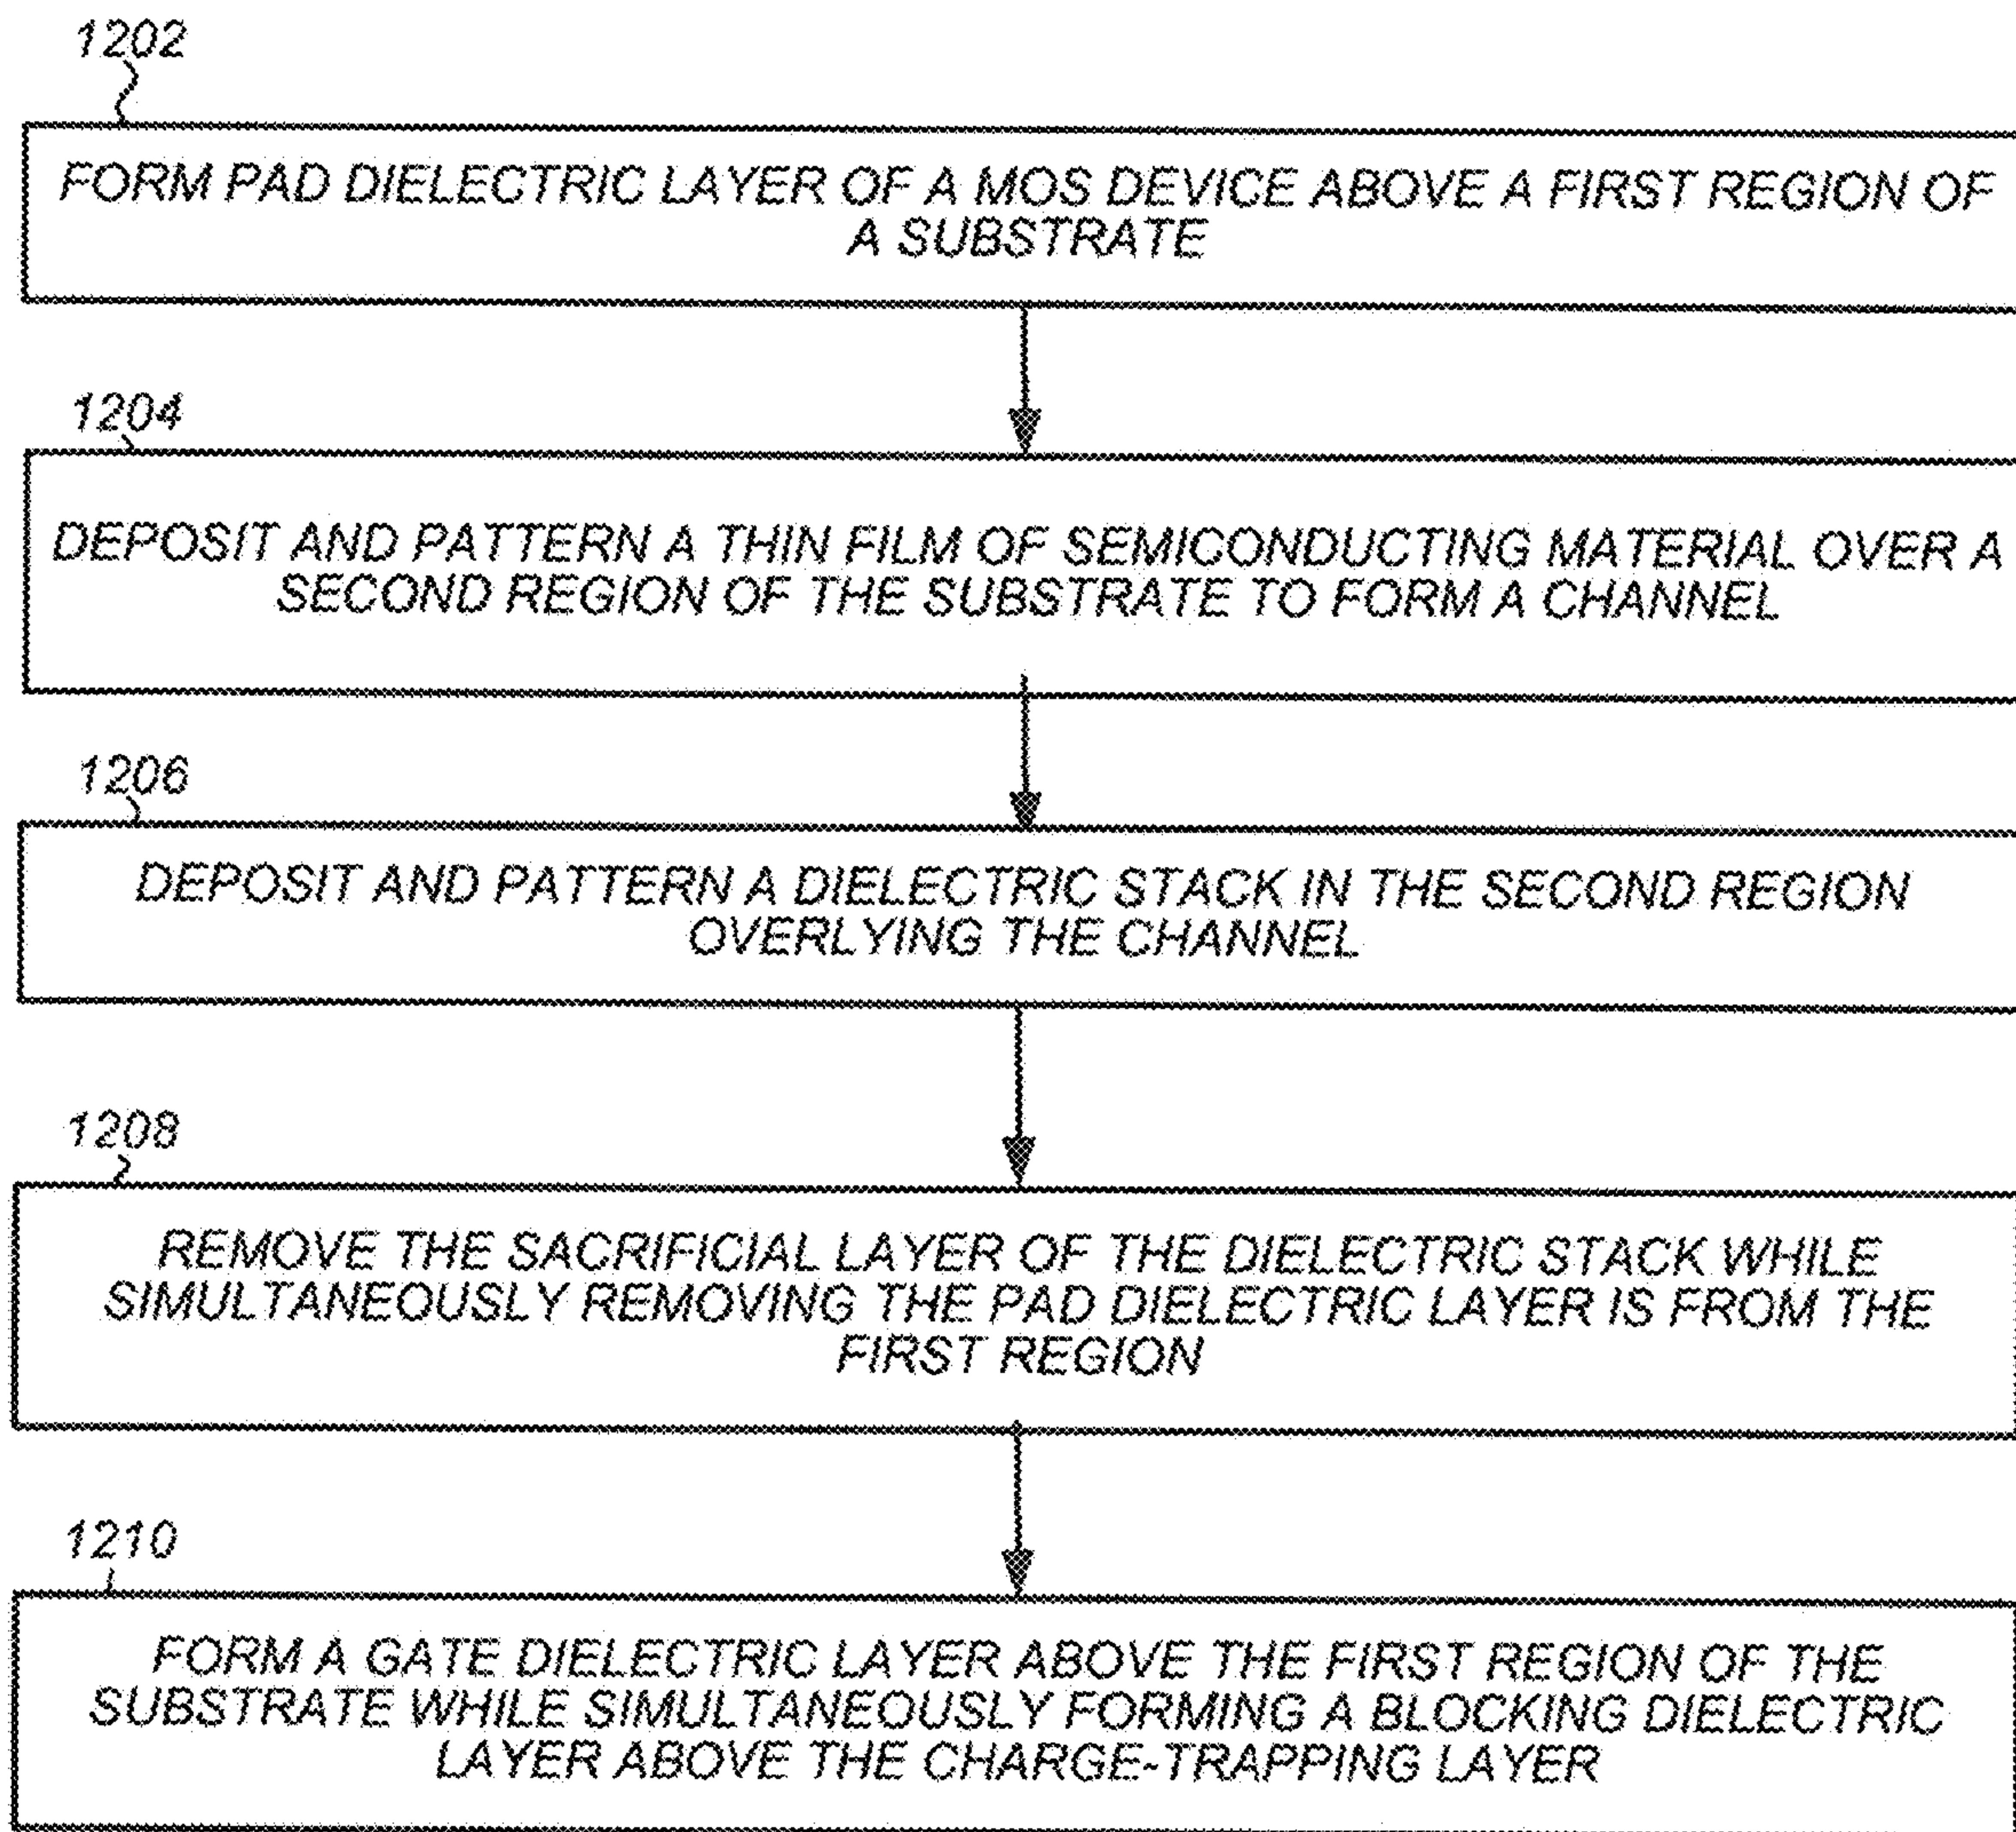 1202
FORM PAD DIELECTRIC LAYER OF A MOS DEVICE ABOVE A FIRST REGION OF
A SUBSTRATE
1204
DEPOSIT AND PATTERN A THIN FILM OF SEMICONDUCTING MATERIAL OVER A
SECOND REGION OF THE SUBSTRATE TO FORM A CHANNEL
1206
DEPOSIT AND PATTERN A DIELECTRIC STACK IN THE SECOND REGION
OVERLYING THE CHANNEL
1208
REMOVE THE SACRIFICIAL LAYER OF THE DIELECTRIC STACK WHILE
SIMULTANEOUSLY REMOVING THE PAD DIELECTRIC LAYER IS FROM THE
FIRST REGION
1210
FORM A GATE DIELECTRIC LAYER ABOVE THE FIRST REGION OF THE
SUBSTRATE WHILE SIMULTANEOUSLY FORMING A BLOCKING DIELECTRIC
LAYER ABOVE THE CHARGE-TRAPPING LAYER